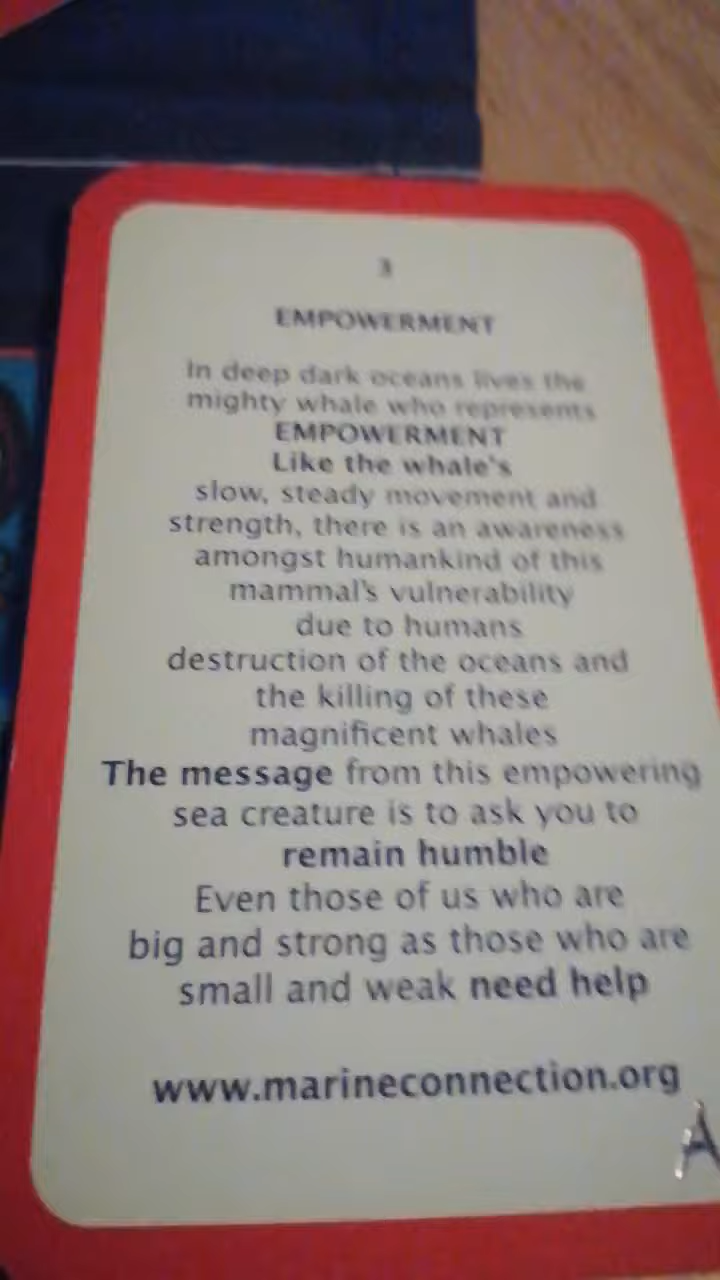 3
EMPOWERMENT
In deep dark oceans lives the
mighty whale who represents
EMPOWERMENT
Like the whale's
slow, steady movement and
strength, there is an awareness
amongst humankind of this
mammal's vulnerability
due to humans
destruction of the oceans and
the killing of these
magnificent whales
The message from this empowering
sea creature is to ask you to
remain humble
Even those of us who are
big and strong as those who are
small and weak need help
www.marineconnection.org
A